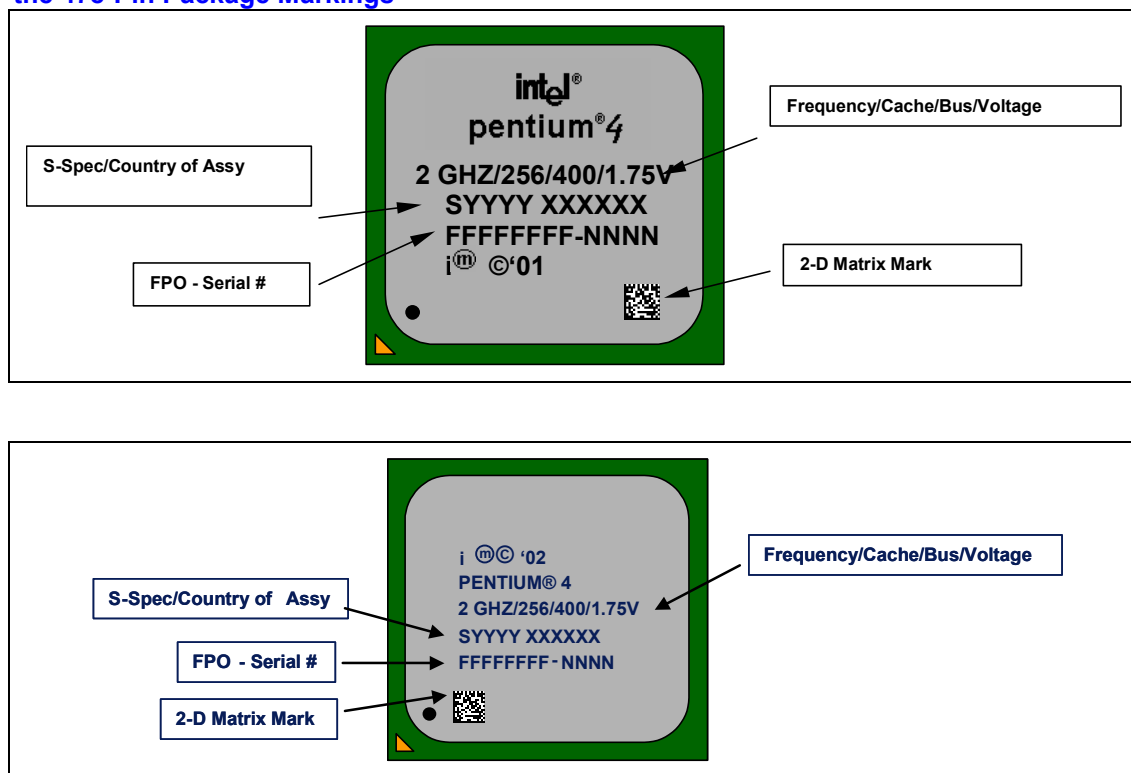 the 478-Pin Package Markings
intel®
pentium®4
Frequency/Cache/Bus/Voltage
S-Spec/Country of Assy
2 GHZ/256/400/1.75V
SYYYY XXXXXX
FFFFFFFF-NNNN
i ⓜ ©‘01
FPO - Serial #
2-D Matrix Mark
i ⓜ© ‘02
PENTIUM® 4
Frequency/Cache/Bus/Voltage
2 GHZ/256/400/1.75V
S-Spec/Country of Assy
SYYYY XXXXXX
FPO - Serial #
FFFFFFFF-NNNN
2-D Matrix Mark